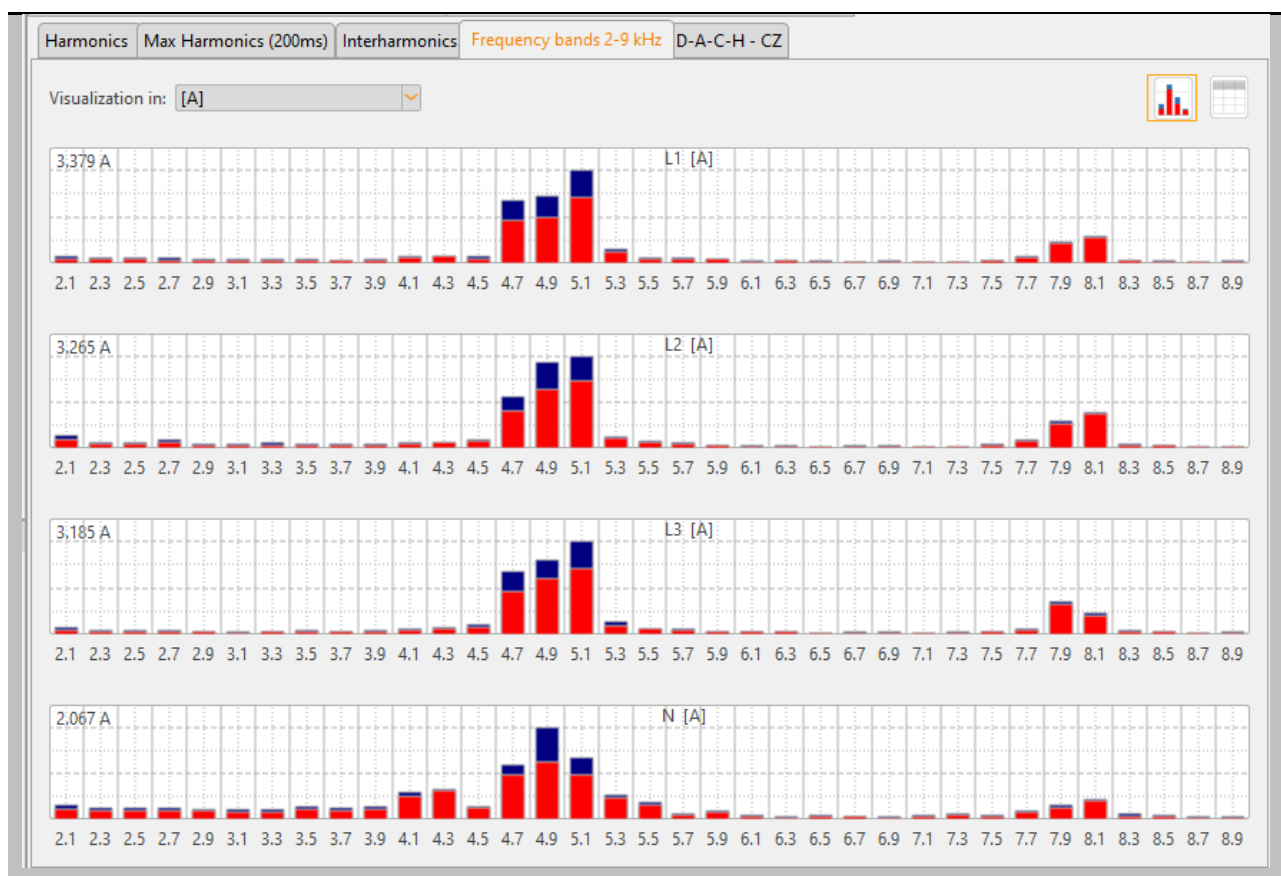 Harmonics Max Harmonics (200ms) Interharmonics Frequency bands 2-9 kHz D-A-C-H - CZ
Visualization in: [A]
3,379 A L1 [A]
2.1 2.3 2.5 2.7 2.9 3.1 3.3 3.5 3.7 3.9 4.1 4.3 4.5 4.7 4.9 5.1 5.3 5.5 5.7 5.9 6.1 6.3 6.5 6.7 6.9 7.1 7.3 7.5 7.7 7.9 8.1 8.3 8.5 8.7 8.9
3,265 A L2 [A]
2.1 2.3 2.5 2.7 2.9 3.1 3.3 3.5 3.7 3.9 4.1 4.3 4.5 4.7 4.9 5.1 5.3 5.5 5.7 5.9 6.1 6.3 6.5 6.7 6.9 7.1 7.3 7.5 7.7 7.9 8.1 8.3 8.5 8.7 8.9
3,185 A L3 [A]
2.1 2.3 2.5 2.7 2.9 3.1 3.3 3.5 3.7 3.9 4.1 4.3 4.5 4.7 4.9 5.1 5.3 5.5 5.7 5.9 6.1 6.3 6.5 6.7 6.9 7.1 7.3 7.5 7.7 7.9 8.1 8.3 8.5 8.7 8.9
2,067 A N [A]
2.1 2.3 2.5 2.7 2.9 3.1 3.3 3.5 3.7 3.9 4.1 4.3 4.5 4.7 4.9 5.1 5.3 5.5 5.7 5.9 6.1 6.3 6.5 6.7 6.9 7.1 7.3 7.5 7.7 7.9 8.1 8.3 8.5 8.7 8.9